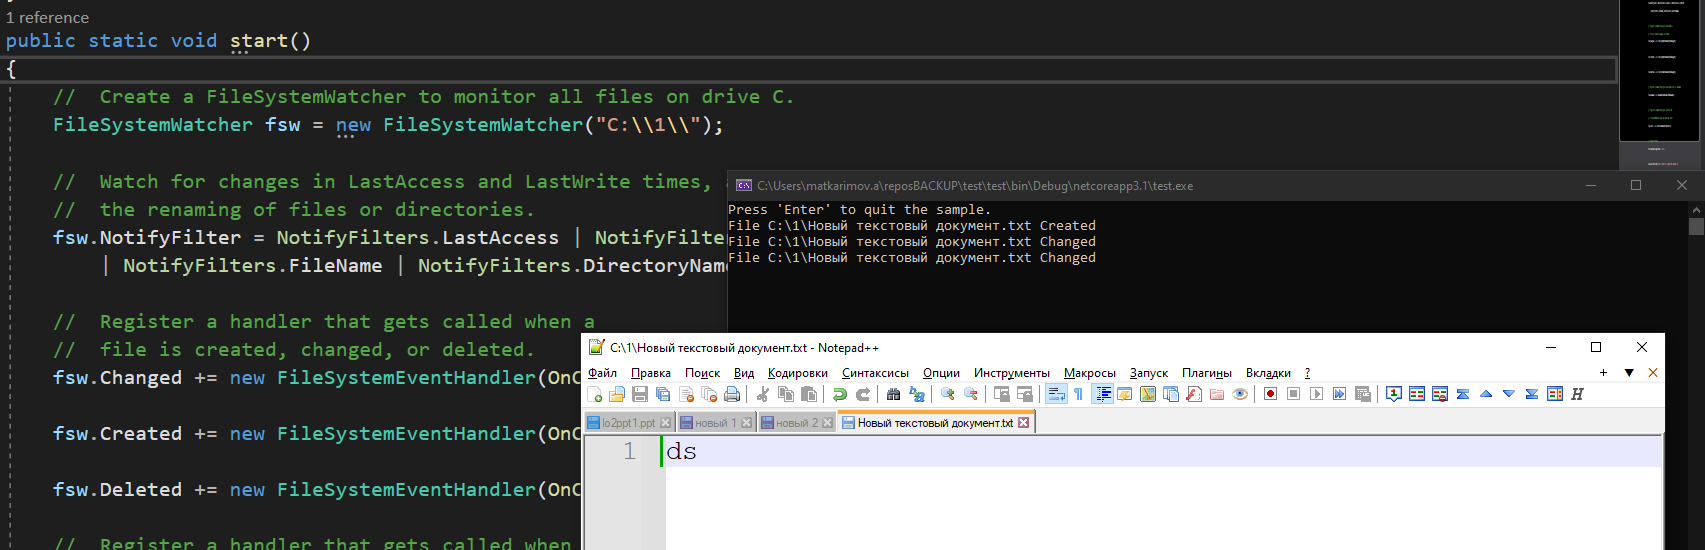 1 reference
public static void start()
{
// Create a FileSystemWatcher to monitor all files on drive C.
FileSystemWatcher fsw = new FileSystemWatcher("C:\\1\\");
// Watch for changes in LastAccess and LastWrite times,
// the renaming of files or directories.
fsw.NotifyFilter = NotifyFilters.LastAccess | NotifyFilte
| NotifyFilters.FileName | NotifyFilters.DirectoryName
// Register a handler that gets called when a
// file is created, changed, or deleted.
fsw.Changed += new FileSystemEventHandler(OnC
fsw.Created += new FileSystemEventHandler(OnC
fsw.Deleted += new FileSystemEventHandler(OnC
// Register a handler that gets called when
C:\Users\matkarimov.a\reposBACKUP\test\test\bin\Debug\netcoreapp3.1\test.exe
Press 'Enter' to quit the sample.
File C:\1\Новый текстовый документ.txt Created
File C:\1\Новый текстовый документ.txt Changed
File C:\1\Новый текстовый документ.txt Changed
C:\1\Новый текстовый документ.txt - Notepad++
Файл Правка Поиск Вид Кодировки Синтаксисы Опции Инструменты Макросы Запуск Плагины Вкладки ?
lo2ppt1.ppt новый 1 новый 2 Новый текстовый документ.txt
1 ds